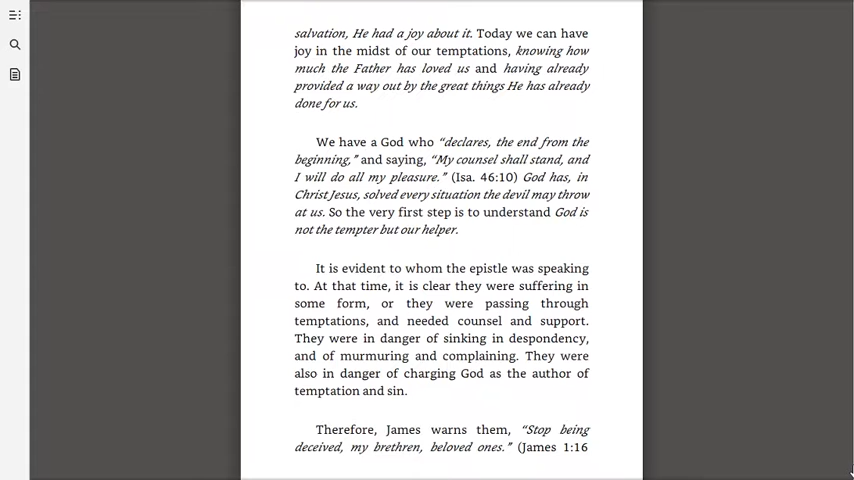 salvation, He had a joy about it. Today we can have
joy in the midst of our temptations, knowing how
much the Father has loved us and having already
provided a way out by the great things He has already
done for us.
We have a God who “declares, the end from the
beginning,” and saying, “My counsel shall stand, and
I will do all my pleasure.” (Isa. 46:10) God has, in
Christ Jesus, solved every situation the devil may throw
at us. So the very first step is to understand God is
not the tempter but our helper.
It is evident to whom the epistle was speaking
to. At that time, it is clear they were suffering in
some form, or they were passing through
temptations, and needed counsel and support.
They were in danger of sinking in despondency,
and of murmuring and complaining. They were
also in danger of charging God as the author of
temptation and sin.
Therefore, James warns them, “Stop being
deceived, my brethren, beloved ones.” (James 1:16